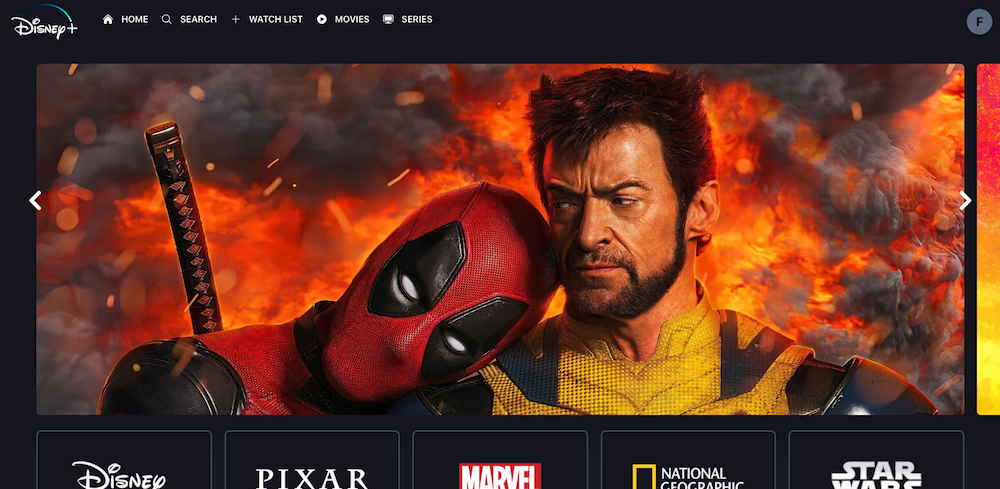 Disney+
HOME
SEARCH
WATCH LIST
MOVIES
SERIES
F
Disney
PIXAR
MARVEL
NATIONAL
GEOGRAPHIC
STAR
WARS